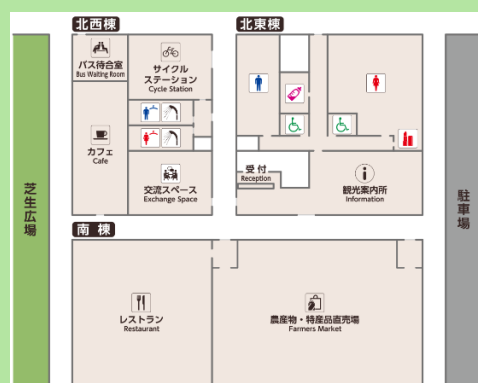 北西棟
北東棟
バス待合室
Bus Waiting Room
サイクル
ステーション
Cycle Station
カフェ
Cafe
交流スペース
Exchange Space
受付
Reception
観光案内所
Information
芝生広場
駐車場
南棟
レストラン
Restaurant
農産物・特産品直売場
Farmers Market